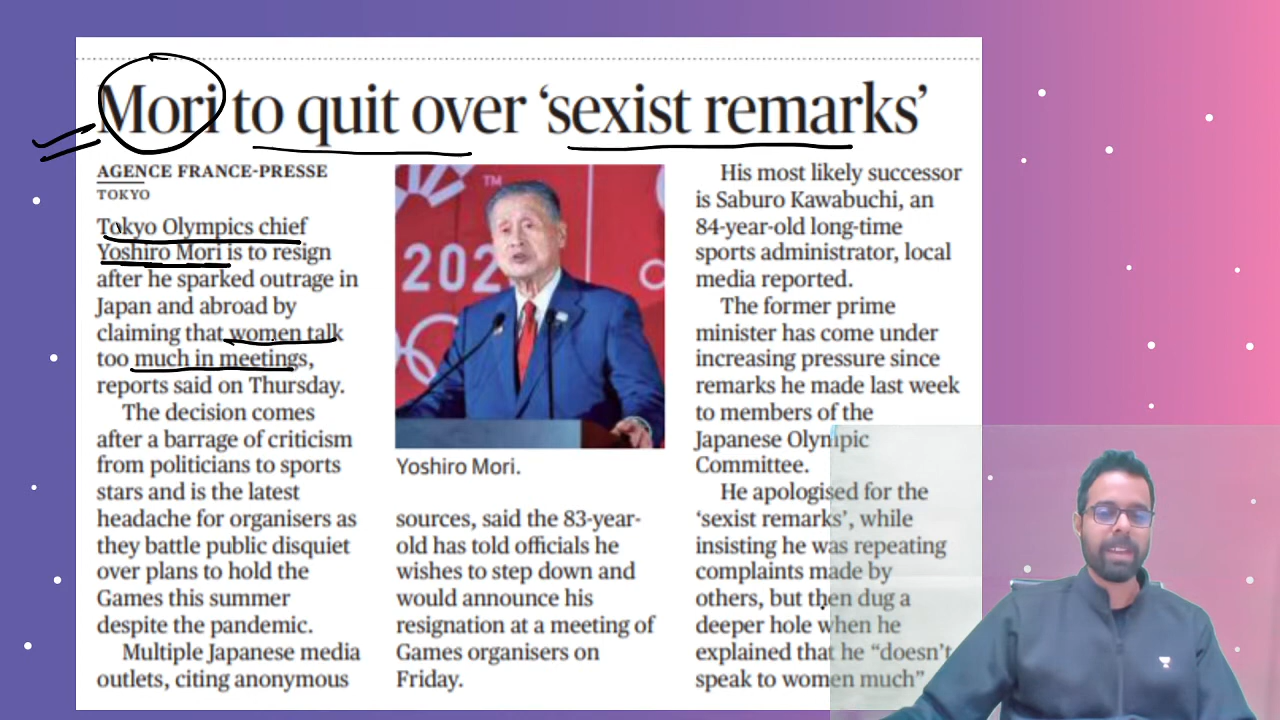 Mori to quit over ‘sexist remarks’
AGENCE FRANCE-PRESSE
TOKYO
Tokyo Olympics chief
Yoshiro Mori is to resign
after he sparked outrage in
Japan and abroad by
claiming that women talk
too much in meetings,
reports said on Thursday.
The decision comes
after a barrage of criticism
from politicians to sports
stars and is the latest
headache for organisers as
they battle public disquiet
over plans to hold the
Games this summer
despite the pandemic.
Multiple Japanese media
outlets, citing anonymous
TM
202
Yoshiro Mori.
sources, said the 83-year-
old has told officials he
wishes to step down and
would announce his
resignation at a meeting of
Games organisers on
Friday.
His most likely successor
is Saburo Kawabuchi, an
84-year-old long-time
sports administrator, local
media reported.
The former prime
minister has come under
increasing pressure since
remarks he made last week
to members of the
Japanese Olympic
Committee.
He apologised for the
‘sexist remarks’, while
insisting he was repeating
complaints made by
others, but then dug a
deeper hole when he
explained that he “doesn’t
speak to women much”